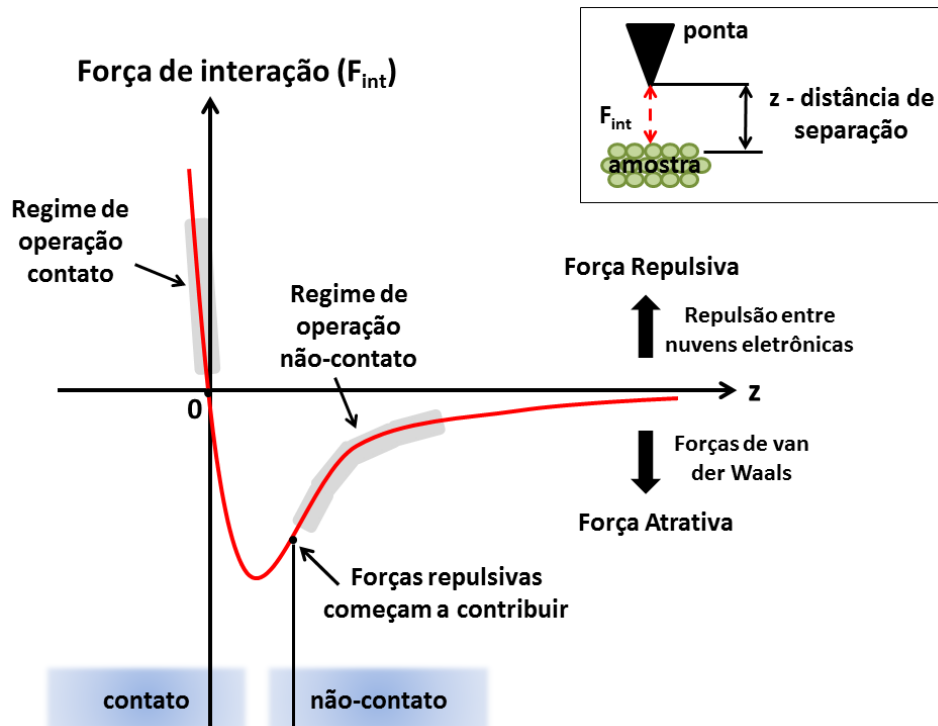 Força de interação (Fint)
ponta
Fint
z - distância de
separação
amostra
Regime de
operação
contato
Regime de
operação
não-contato
Força Repulsiva
Repulsão entre
nuvens eletrônicas
0
z
Forças de van
der Waals
Força Atrativa
Forças repulsivas
começam a contribuir
contato
não-contato